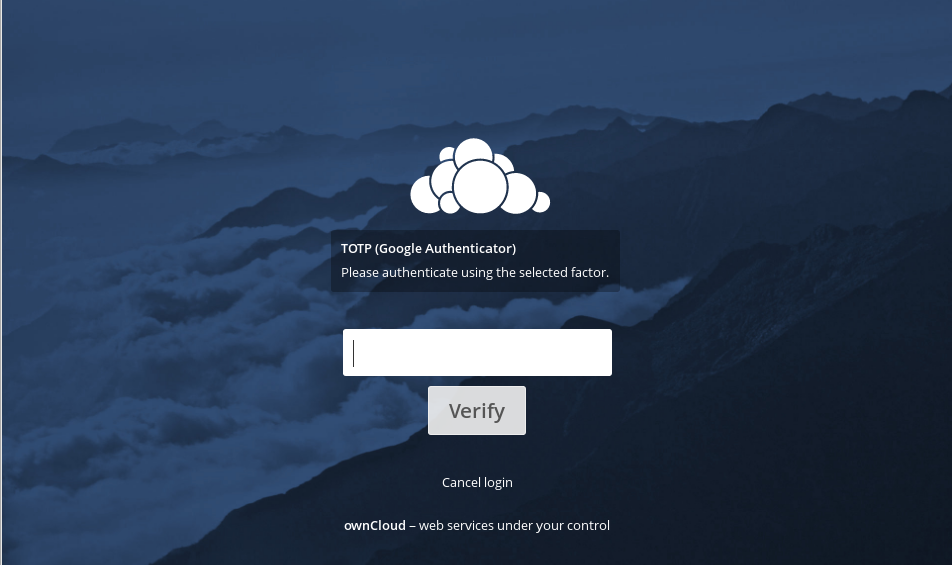 TOTP (Google Authenticator)
Please authenticate using the selected factor.
Verify
Cancel login
ownCloud – web services under your control